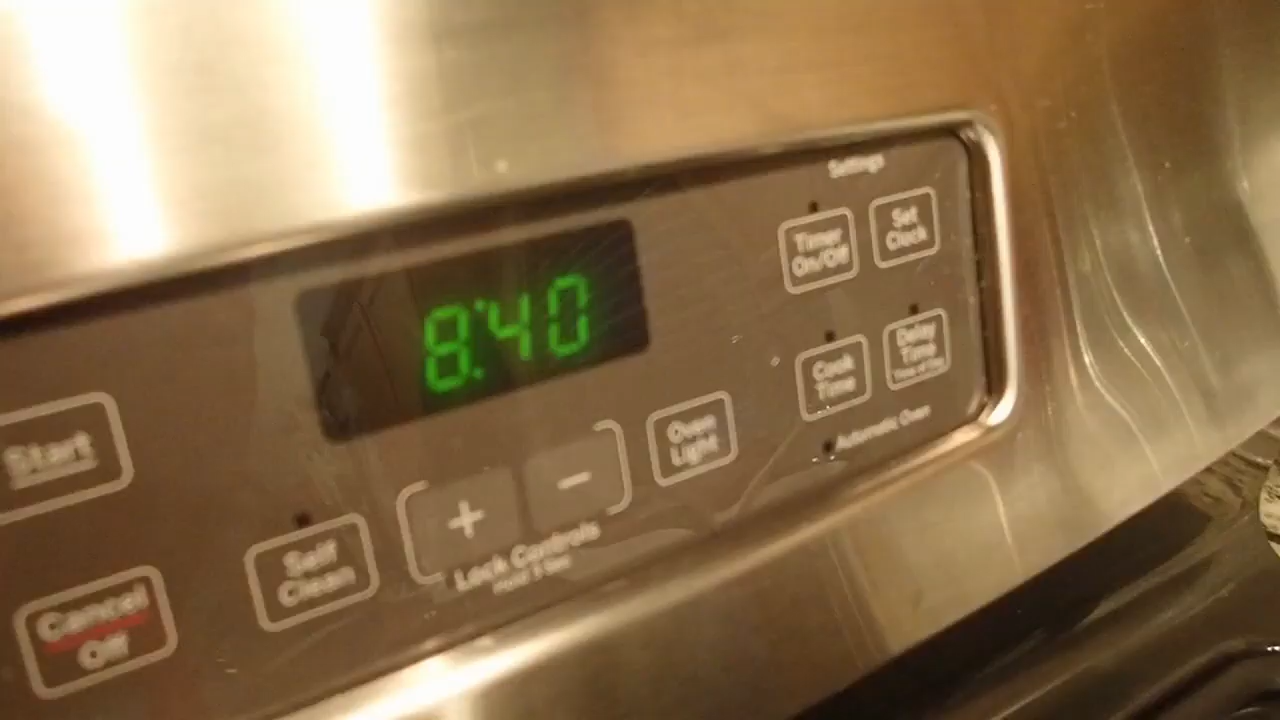 Settings
8:40
Timer
On/Off
Set
Clock
Start
Cook
Time
Delay
Time
Oven
Light
Automatic Oven
+
−
Self
Clean
Lock Controls
Cancel
Off